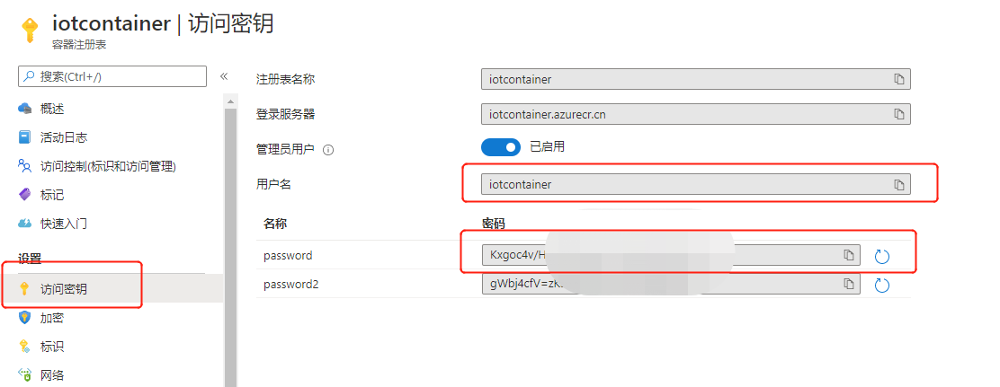 iotcontainer | 访问密钥
容器注册表
搜索(Ctrl+/)
«
概述
活动日志
访问控制(标识和访问管理)
标记
快速入门
设置
访问密钥
加密
标识
网络
注册表名称
iotcontainer
登录服务器
iotcontainer.azurecr.cn
管理员用户
已启用
用户名
iotcontainer
名称 密码
password Kxgoc4v/H
password2 gWbj4cfV=zK